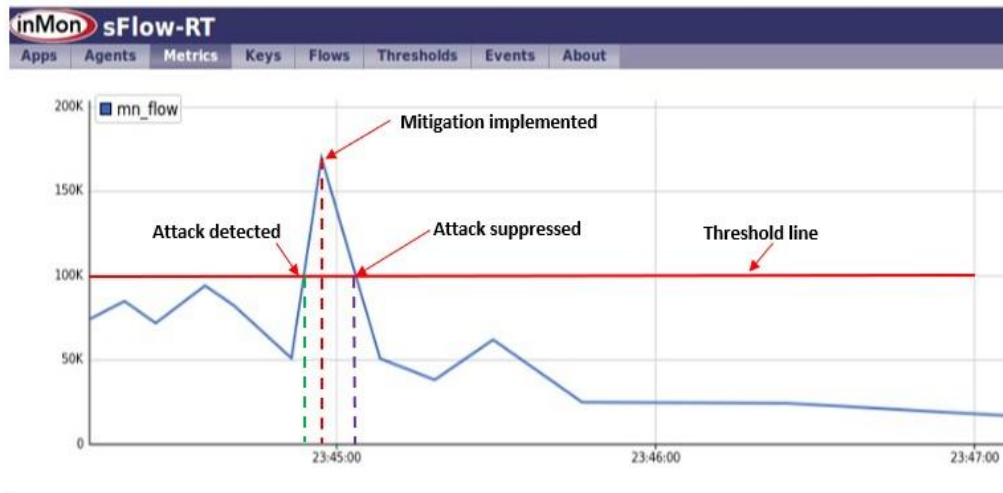 inMon sFlow-RT
Apps Agents Metrics Keys Flows Thresholds Events About
200K mn_flow
Mitigation implemented
150K
Attack detected Attack suppressed Threshold line
100K
50K
0
23:45:00 23:46:00 23:47:00